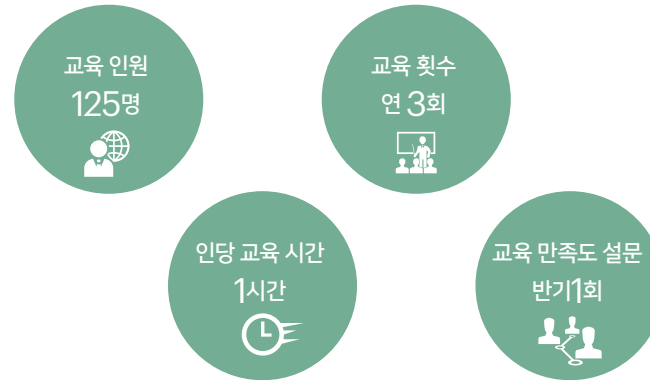 교육 인원
125명
교육 횟수
연 3회
인당 교육 시간
1시간
교육 만족도 설문
반기1회